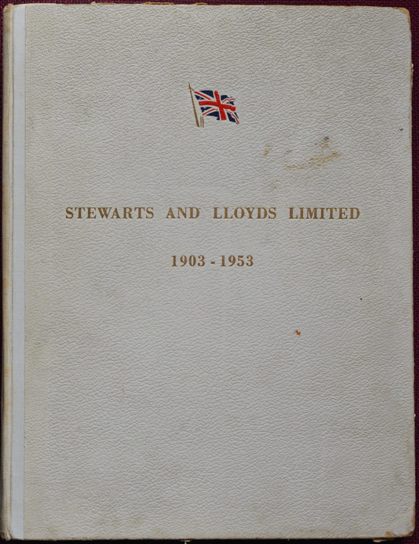 STEWARTS AND LLOYDS LIMITED
1903 - 1953